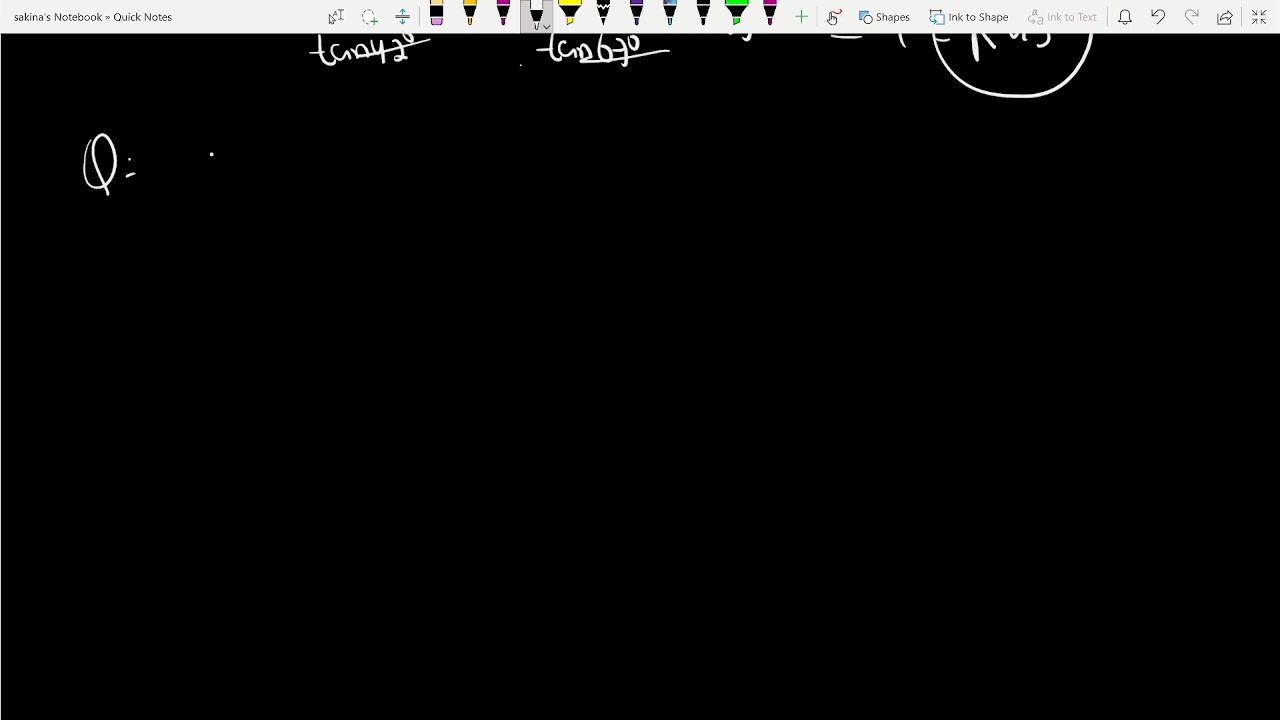 sakina's Notebook » Quick Notes Shapes Ink to Shape Ink to Text
tan42° tan67° =
Q: